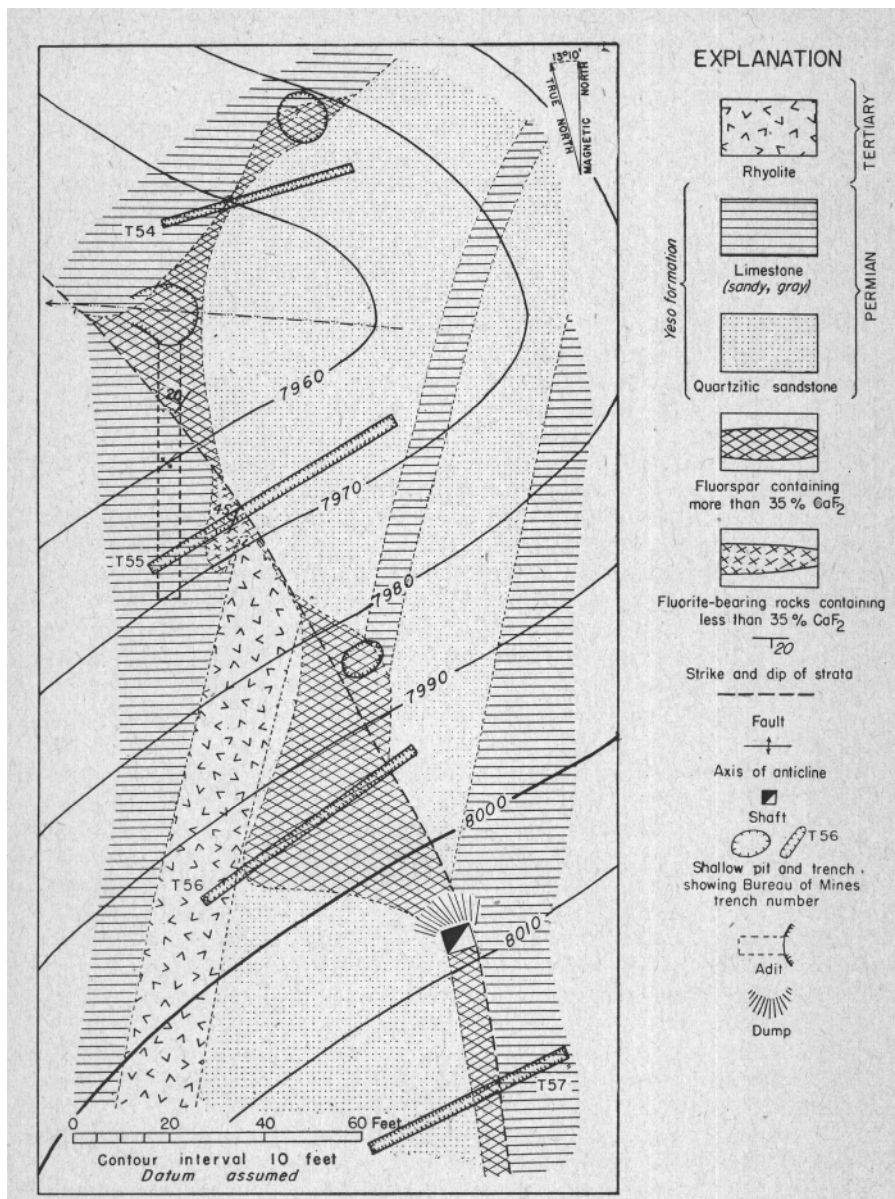 13°10'
TRUE NORTH
MAGNETIC NORTH
T54
20
7960
7970
T55
45
7980
7990
8000
T56
8010
T57
0 20 40 60 Feet
Contour interval 10 feet
Datum assumed
EXPLANATION
Rhyolite
TERTIARY
Limestone
(sandy, gray)
Quartzitic sandstone
Yeso formation
PERMIAN
Fluorspar containing
more than 35 % CaF2
Fluorite-bearing rocks containing
less than 35 % CaF2
20
Strike and dip of strata
Fault
Axis of anticline
Shaft
T 56
Shallow pit and trench,
showing Bureau of Mines
trench number
Adit
Dump